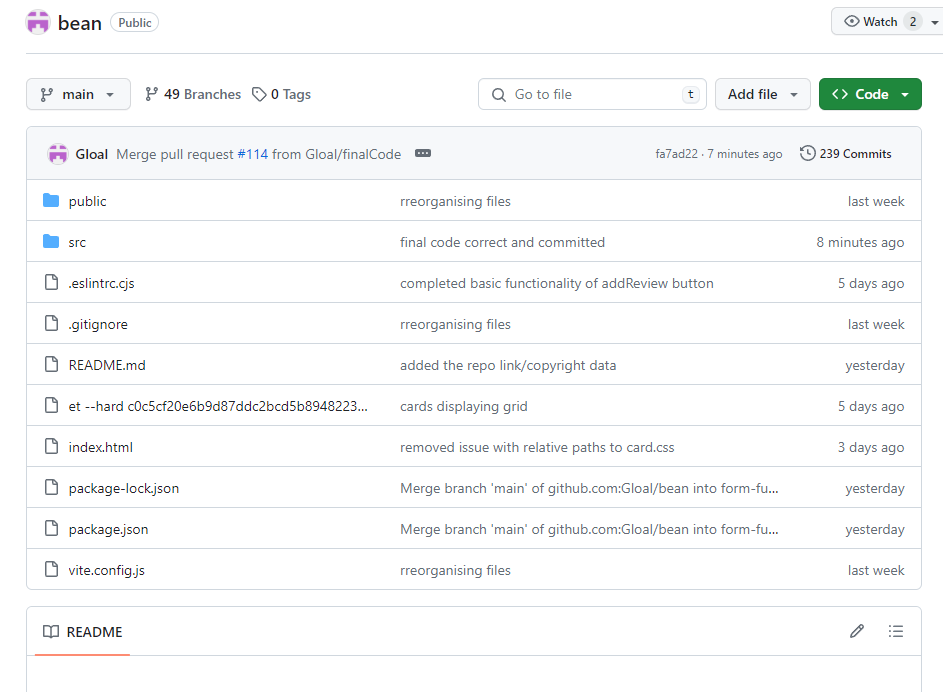 bean Public Watch 2
main 49 Branches 0 Tags Go to file t Add file Code
Gloal Merge pull request #114 from Gloal/finalCode fa7ad22 · 7 minutes ago 239 Commits
public rreorganising files last week
src final code correct and committed 8 minutes ago
.eslintrc.cjs completed basic functionality of addReview button 5 days ago
.gitignore rreorganising files last week
README.md added the repo link/copyright data yesterday
et --hard c0c5cf20e6b9d87ddc2bcd5b8948223... cards displaying grid 5 days ago
index.html removed issue with relative paths to card.css 3 days ago
package-lock.json Merge branch 'main' of github.com:Gloal/bean into form-fu... yesterday
package.json Merge branch 'main' of github.com:Gloal/bean into form-fu... yesterday
vite.config.js rreorganising files last week
README